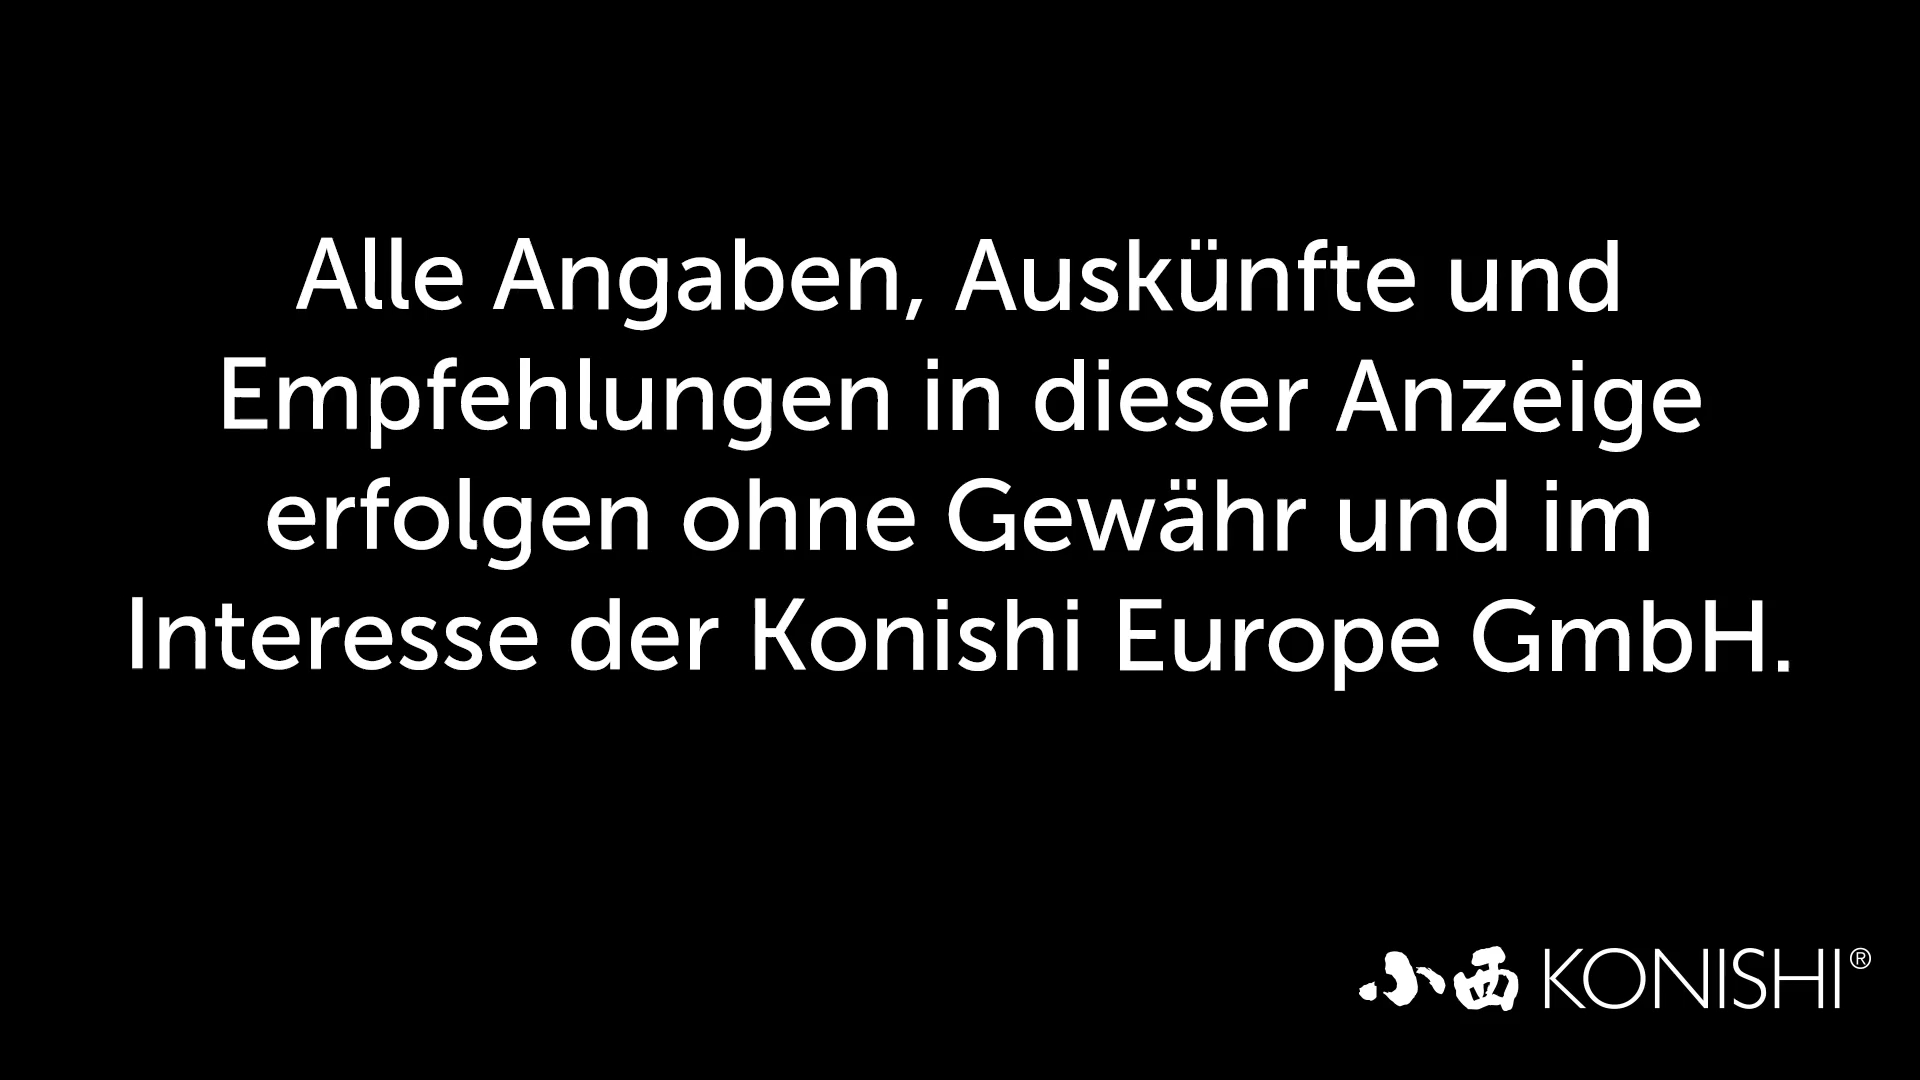 Alle Angaben, Auskünfte und
Empfehlungen in dieser Anzeige
erfolgen ohne Gewähr und im
Interesse der Konishi Europe GmbH.
小西 KONISHI®